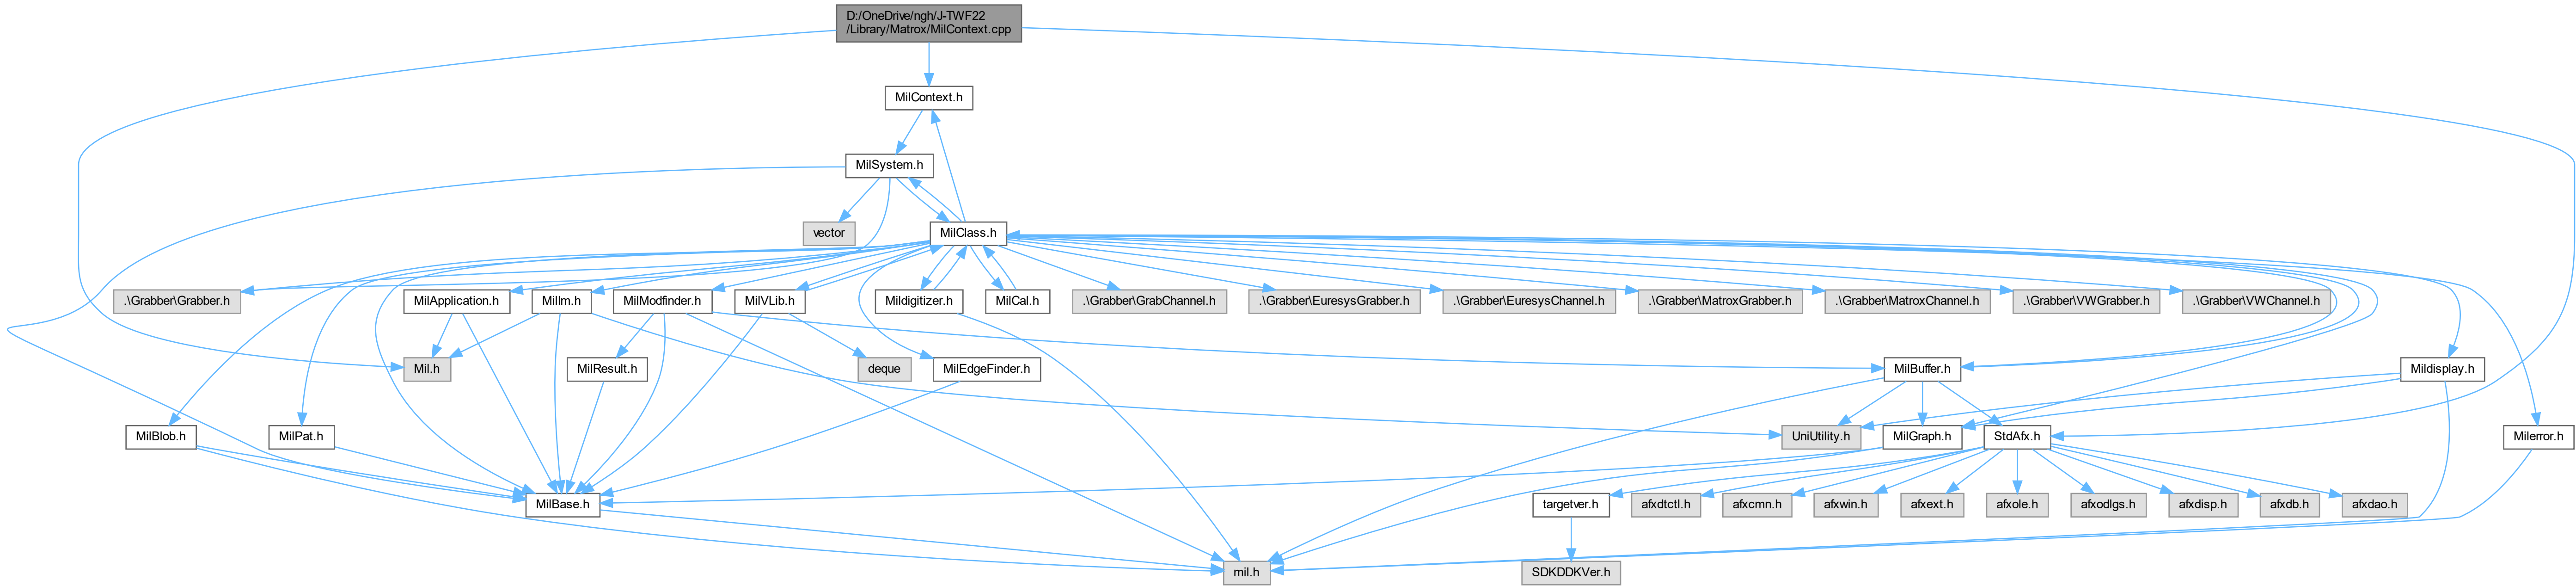 D:/OneDrive/ngh/J-TWF22
/Library/Matrox/MilContext.cpp
MilContext.h
MilSystem.h
vector
MilClass.h
.\Grabber\Grabber.h
MilApplication.h
MilIm.h
MilModfinder.h
MilVLib.h
Mildigitizer.h
MilCal.h
.\Grabber\GrabChannel.h
.\Grabber\EuresysGrabber.h
.\Grabber\EuresysChannel.h
.\Grabber\MatroxGrabber.h
.\Grabber\MatroxChannel.h
.\Grabber\VWGrabber.h
.\Grabber\VWChannel.h
Mil.h
MilResult.h
deque
MilEdgeFinder.h
MilBuffer.h
Mildisplay.h
MilBlob.h
MilPat.h
UniUtility.h
MilGraph.h
StdAfx.h
Milerror.h
MilBase.h
targetver.h
afxdtctl.h
afxcmn.h
afxwin.h
afxext.h
afxole.h
afxodlgs.h
afxdisp.h
afxdb.h
afxdao.h
mil.h
SDKDDKVer.h